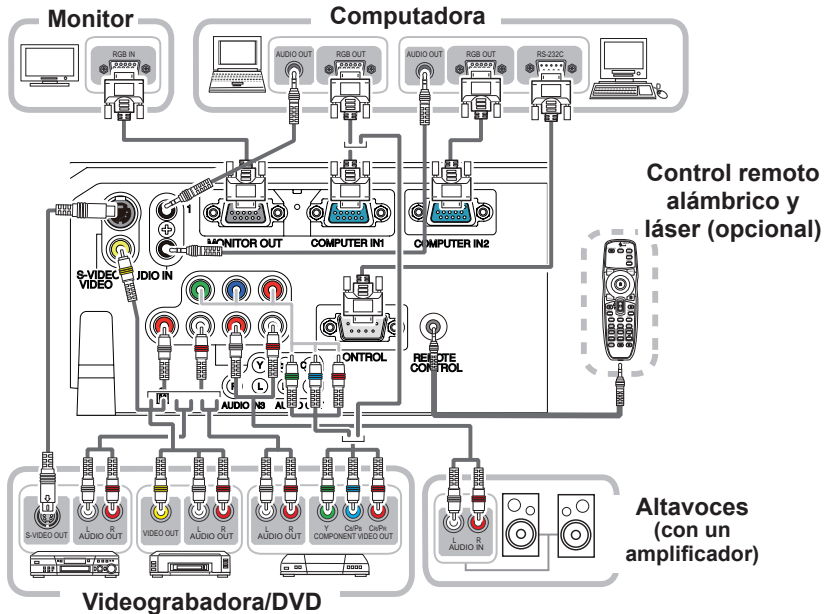 Monitor
Computadora
RGB IN
AUDIO OUT
RGB OUT
AUDIO OUT
RGB OUT
RS-232C
Control remoto
alámbrico y
láser (opcional)
1
MONITOR OUT
COMPUTER IN1
COMPUTER IN2
S-VIDEO
VIDEO
CONTROL
REMOTE
CONTROL
Y
R
L
L
AUDIO IN3
S-VIDEO OUT
L R
AUDIO OUT
VIDEO OUT
L R
AUDIO OUT
L R
AUDIO OUT
Y CB/PB CR/PR
COMPONENT VIDEO OUT
L R
AUDIO IN
Altavoces
(con un
amplificador)
Videograbadora/DVD